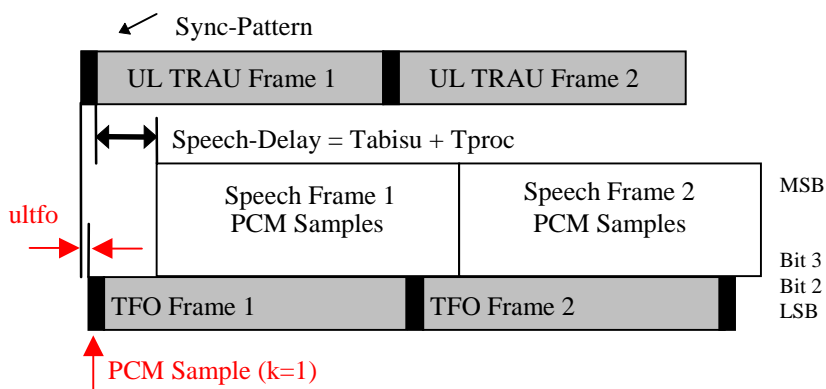 Sync-Pattern
UL TRAU Frame 1
UL TRAU Frame 2
Speech-Delay = Tabisu + Tproc
Speech Frame 1
PCM Samples
Speech Frame 2
PCM Samples
MSB
ultfo
Bit 3
Bit 2
LSB
TFO Frame 1
TFO Frame 2
PCM Sample (k=1)